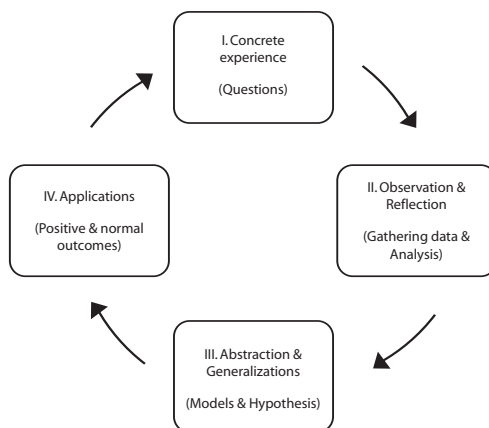 I. Concrete
experience
(Questions)
II. Observation &
Reflection
(Gathering data &
Analysis)
III. Abstraction &
Generalizations
(Models & Hypothesis)
IV. Applications
(Positive & normal
outcomes)